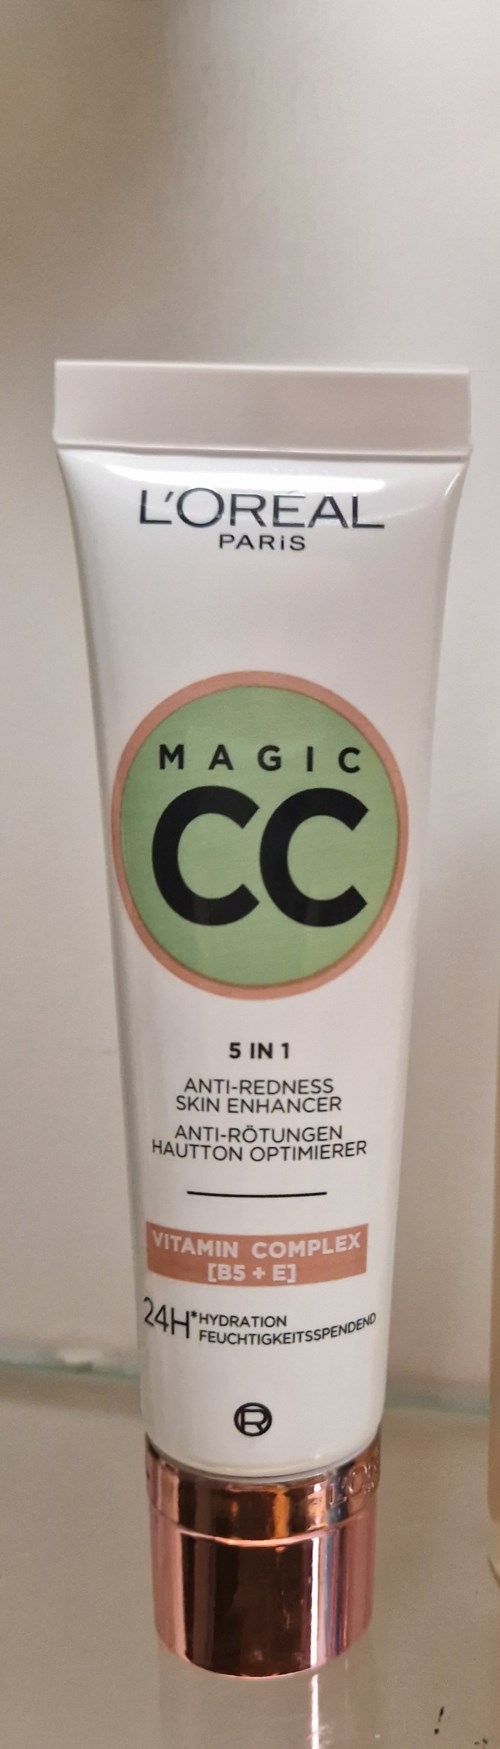 L'ORÉAL
PARiS
MAGIC
CC
5 IN 1
ANTI-REDNESS
SKIN ENHANCER
ANTI-RÖTUNGEN
HAUTTON OPTIMIERER
VITAMIN COMPLEX
[B5 + E]
24H*HYDRATION
FEUCHTIGKEITSSPENDEND
R